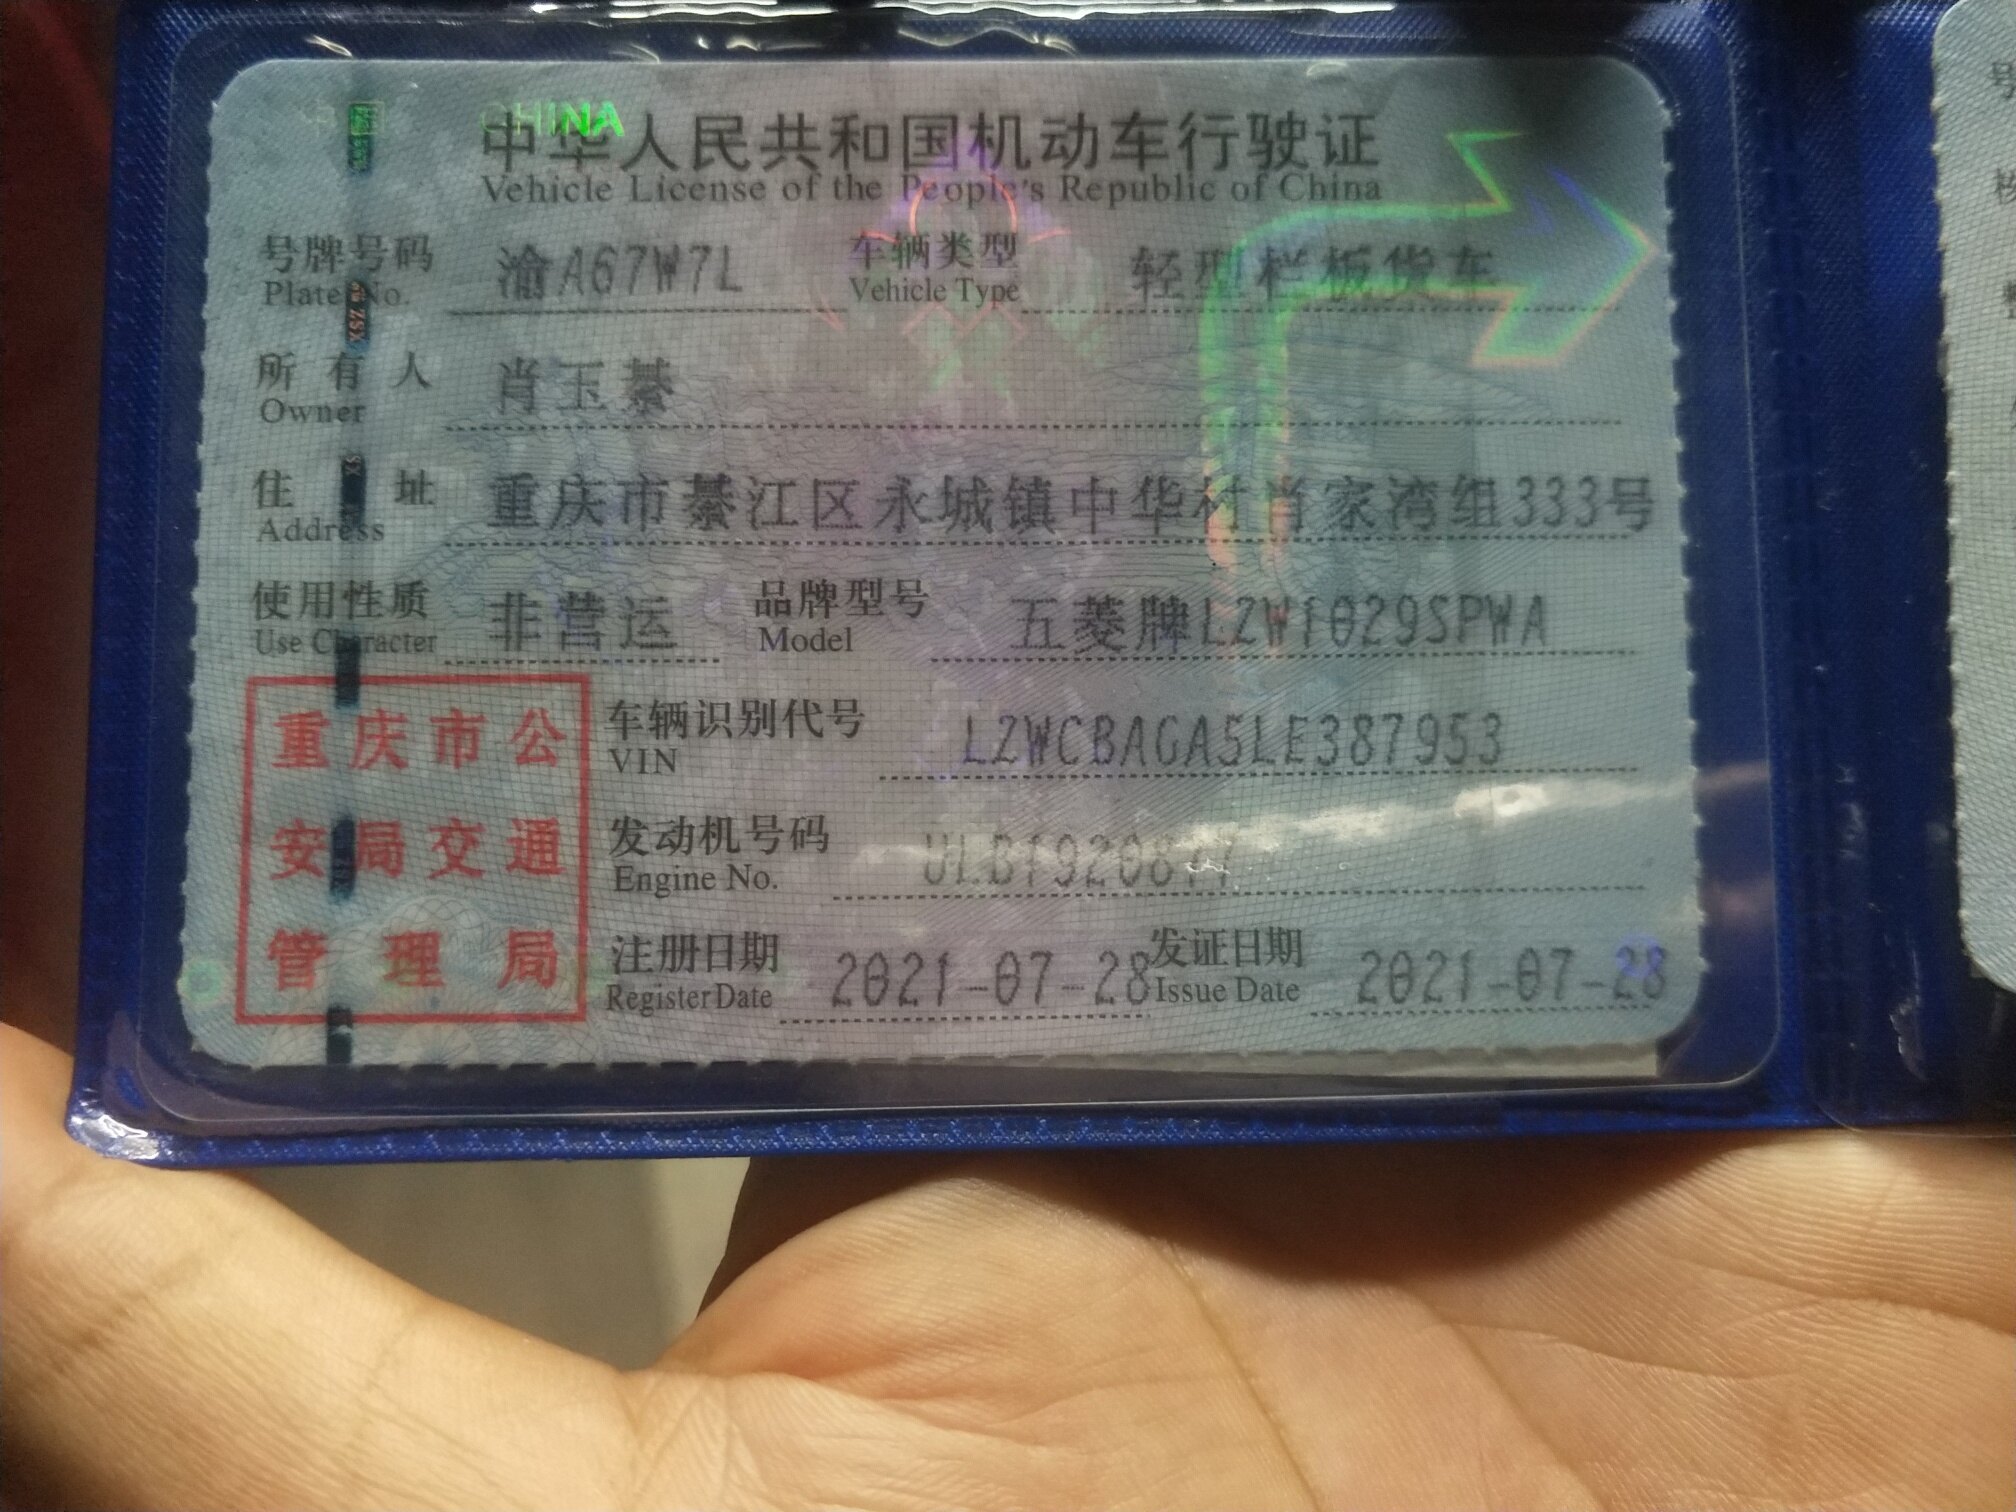 CHINA
中华人民共和国机动车行驶证
Vehicle License of the People's Republic of China
号牌号码 渝A67W7L 车辆类型 轻型栏板货车
Plate No. Vehicle Type
所有人 肖玉綦
Owner
住址 重庆市綦江区永城镇中华村肖家湾组333号
Address
使用性质 非营运 品牌型号 五菱牌LZW1029SPWA
Use Character Model
重庆市公
安局交通
管理局
车辆识别代号 LZWCBAGA5LE387953
VIN
发动机号码
Engine No.
注册日期 2021-07-28 发证日期 2021-07-28
Register Date Issue Date